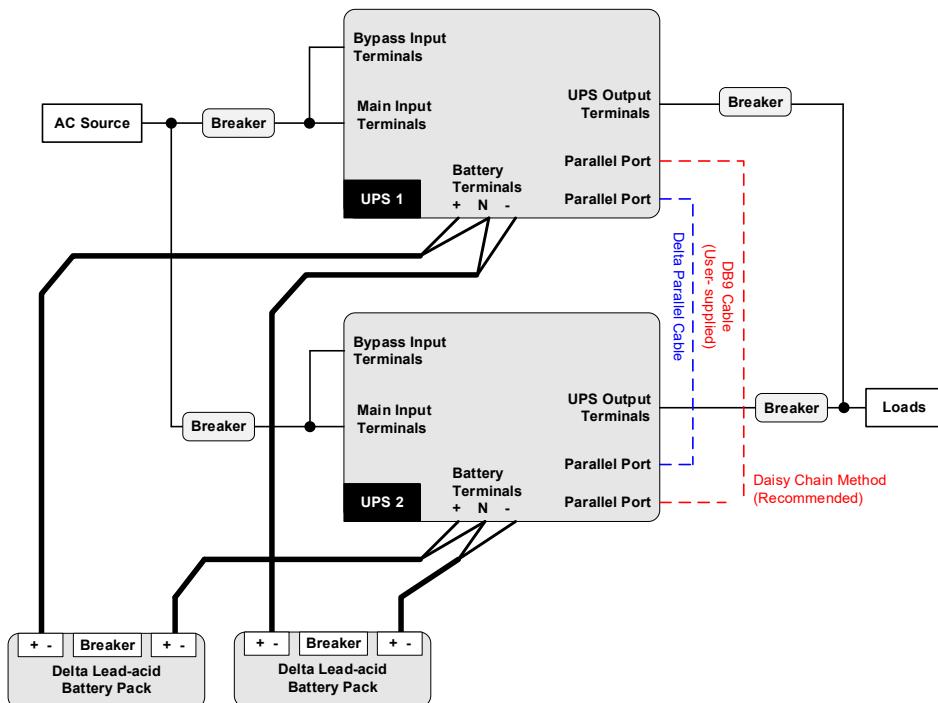 Bypass Input
Terminals
Main Input
Terminals
UPS Output
Terminals
Parallel Port
Parallel Port
Battery
Terminals
+ N -
UPS 1
AC Source
Breaker
Breaker
Delta Parallel Cable
DB9 Cable
(User- supplied)
Bypass Input
Terminals
Main Input
Terminals
UPS Output
Terminals
Parallel Port
Parallel Port
Battery
Terminals
+ N -
UPS 2
Breaker
Breaker
Loads
Daisy Chain Method
(Recommended)
+ - Breaker + -
Delta Lead-acid
Battery Pack
+ - Breaker + -
Delta Lead-acid
Battery Pack